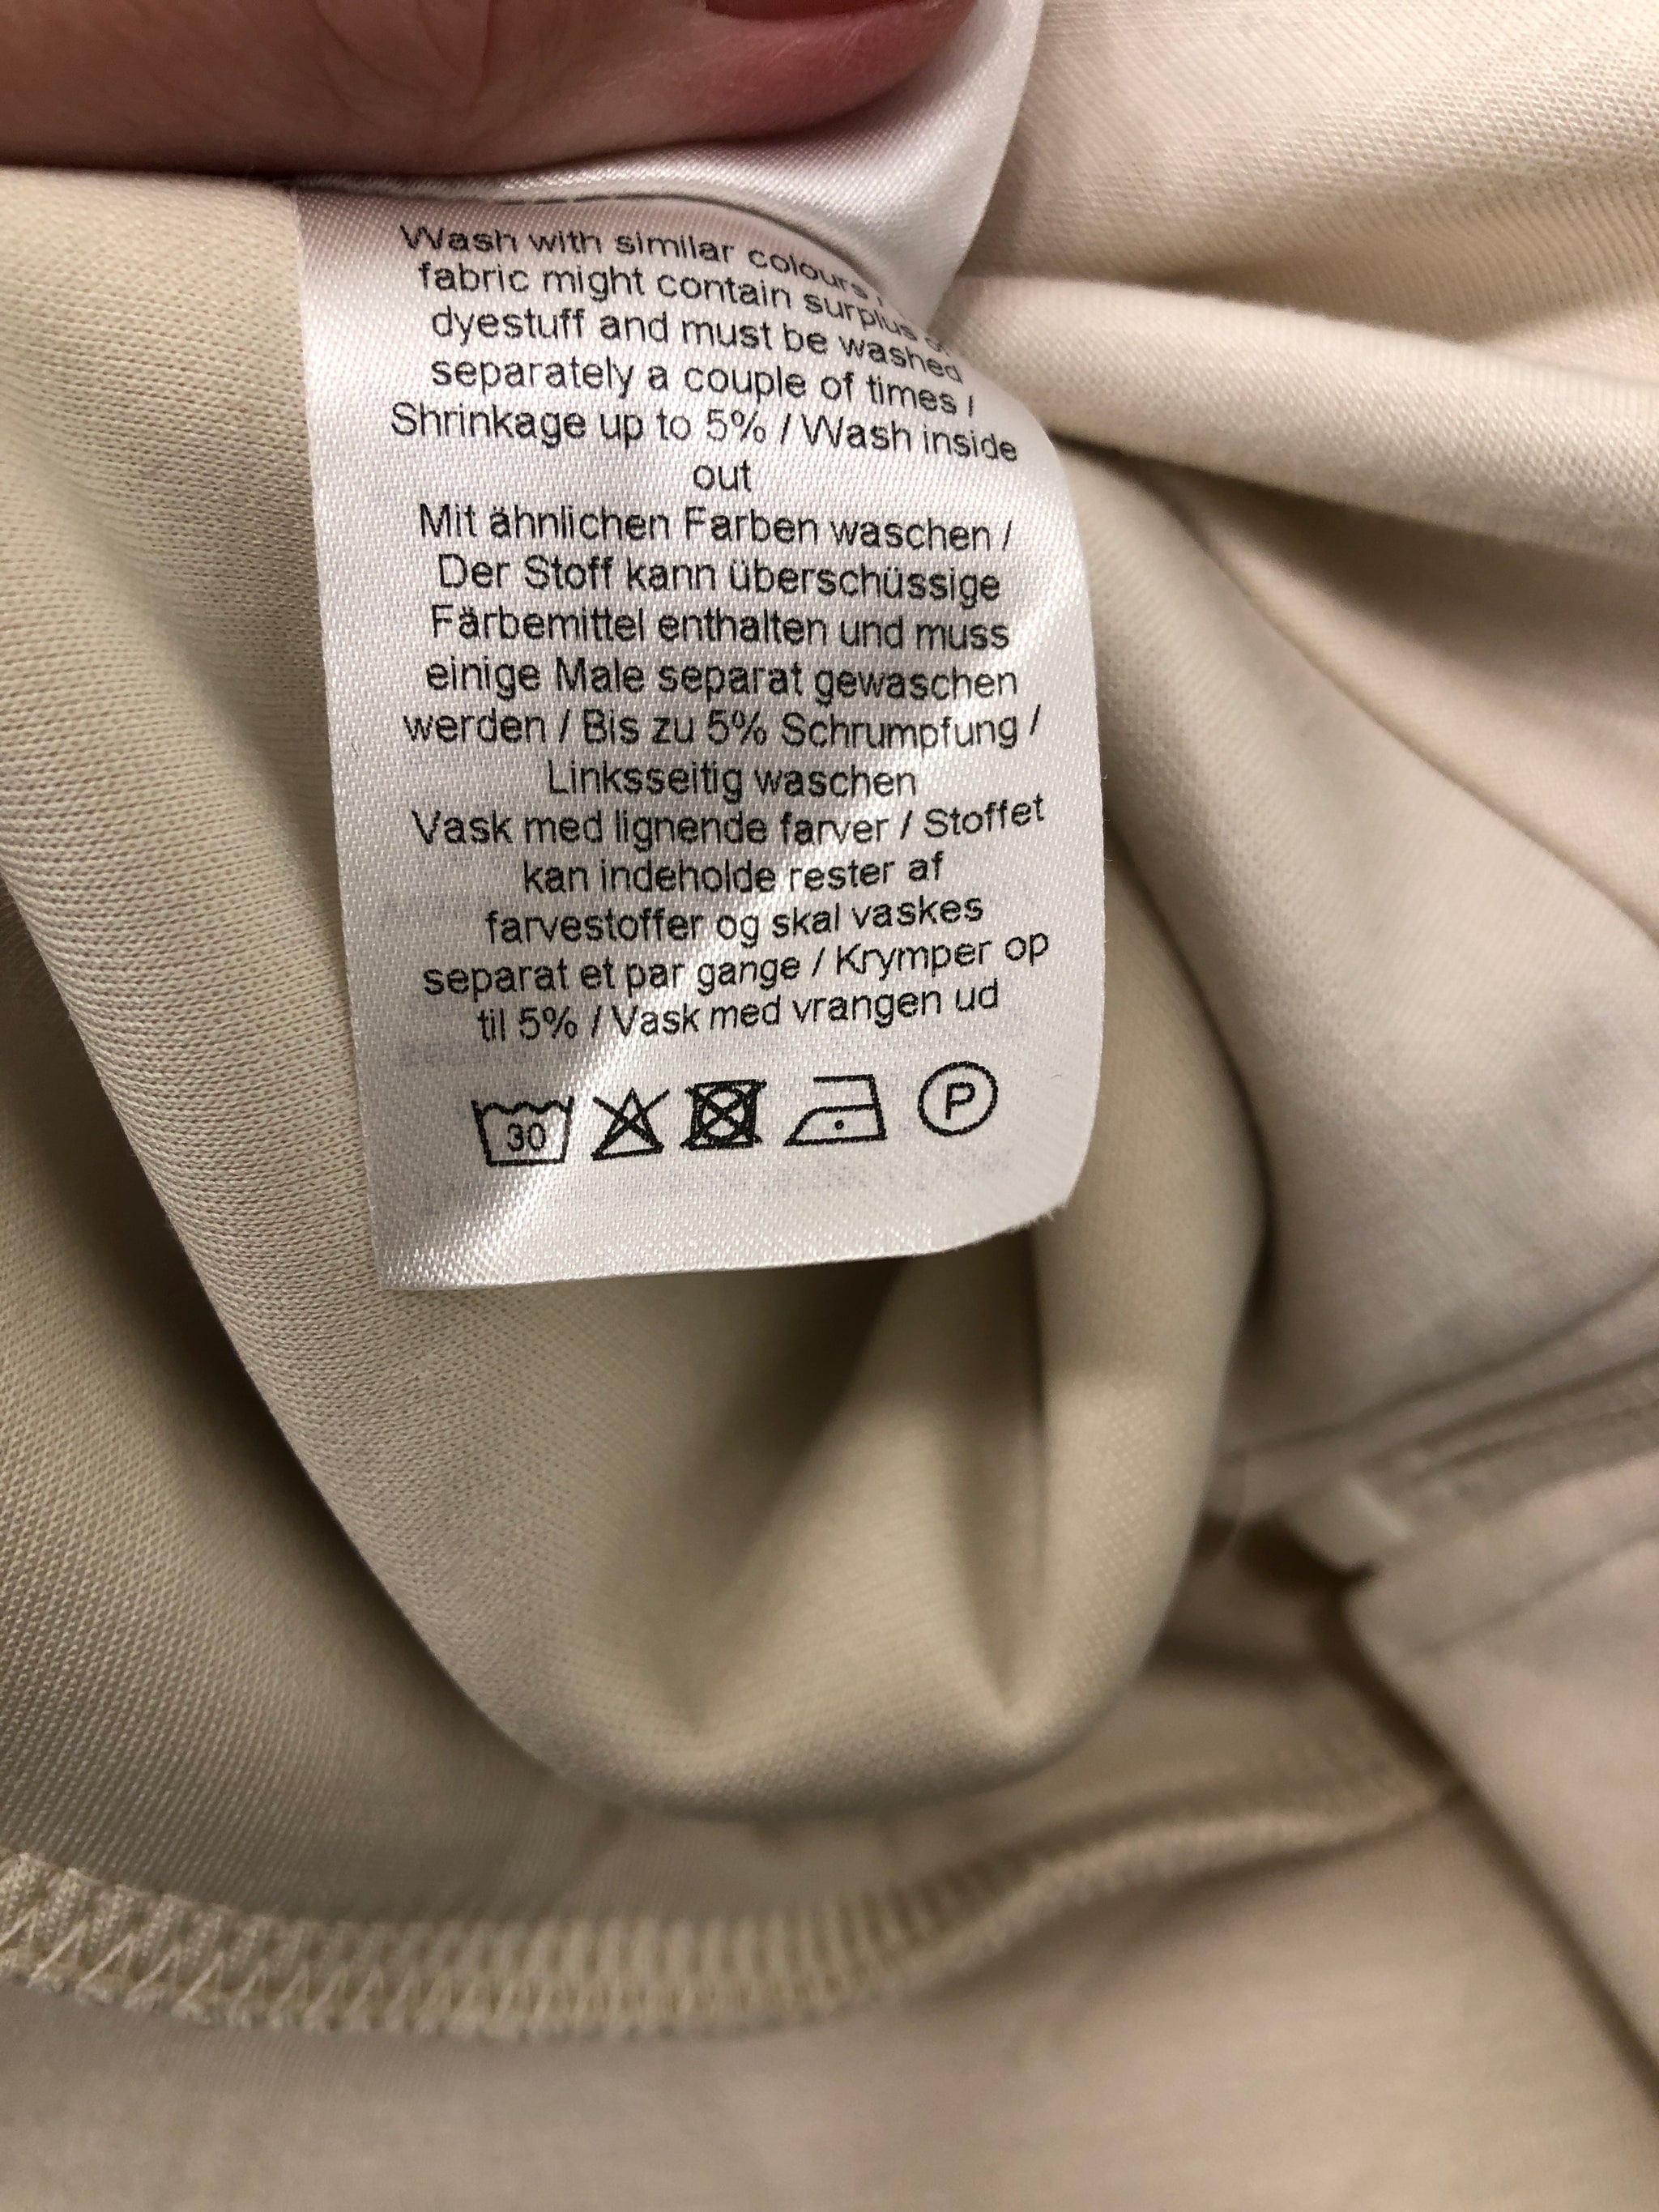 Wash with similar colours /
fabric might contain surplus of
dyestuff and must be washed
separately a couple of times /
Shrinkage up to 5% / Wash inside
out
Mit ähnlichen Farben waschen /
Der Stoff kann überschüssige
Färbemittel enthalten und muss
einige Male separat gewaschen
werden / Bis zu 5% Schrumpfung /
Linksseitig waschen
Vask med lignende farver / Stoffet
kan indeholde rester af
farvestoffer og skal vaskes
separat et par gange / Krymper op
til 5% / Vask med vrangen ud
30 P